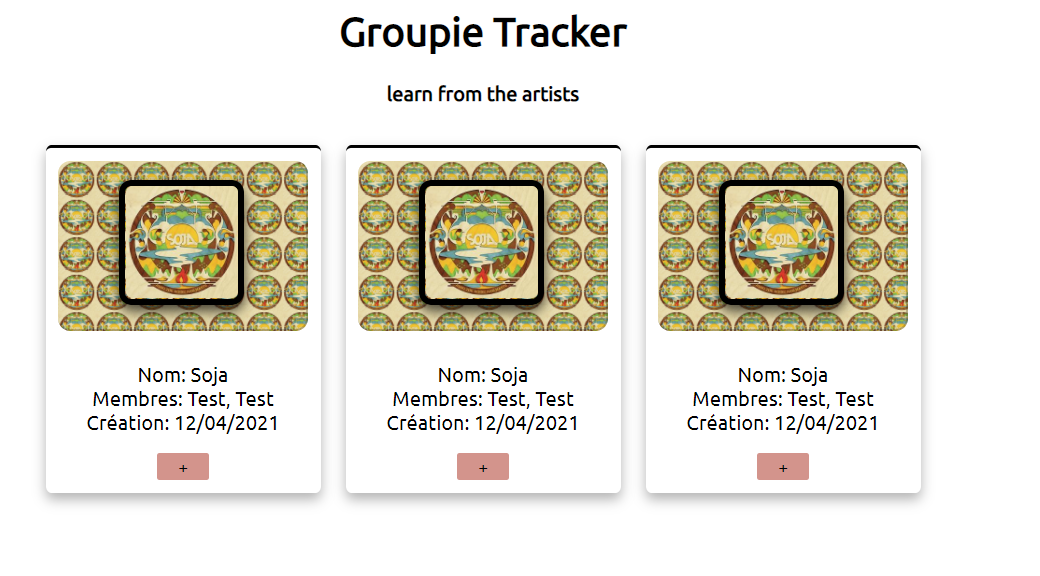 Groupie Tracker
learn from the artists
SOJA
SOJA
SOJA
Nom: Soja
Membres: Test, Test
Création: 12/04/2021
+
Nom: Soja
Membres: Test, Test
Création: 12/04/2021
+
Nom: Soja
Membres: Test, Test
Création: 12/04/2021
+